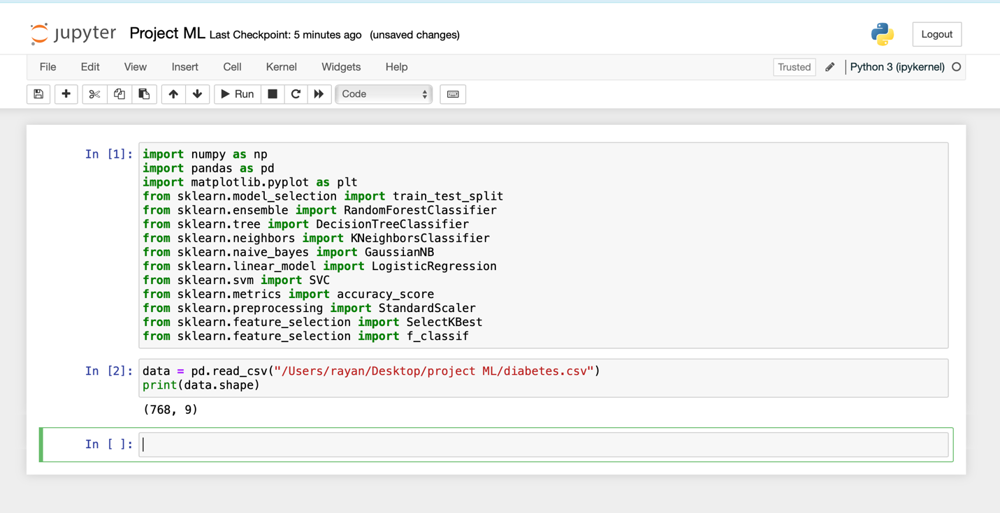 jupyter Project ML Last Checkpoint: 5 minutes ago (unsaved changes)
Logout
File Edit View Insert Cell Kernel Widgets Help
Trusted Python 3 (ipykernel)
Run Code
In [1]: import numpy as np
import pandas as pd
import matplotlib.pyplot as plt
from sklearn.model_selection import train_test_split
from sklearn.ensemble import RandomForestClassifier
from sklearn.tree import DecisionTreeClassifier
from sklearn.neighbors import KNeighborsClassifier
from sklearn.naive_bayes import GaussianNB
from sklearn.linear_model import LogisticRegression
from sklearn.svm import SVC
from sklearn.metrics import accuracy_score
from sklearn.preprocessing import StandardScaler
from sklearn.feature_selection import SelectKBest
from sklearn.feature_selection import f_classif
In [2]: data = pd.read_csv("/Users/rayan/Desktop/project ML/diabetes.csv")
print(data.shape)
(768, 9)
In [ ]: